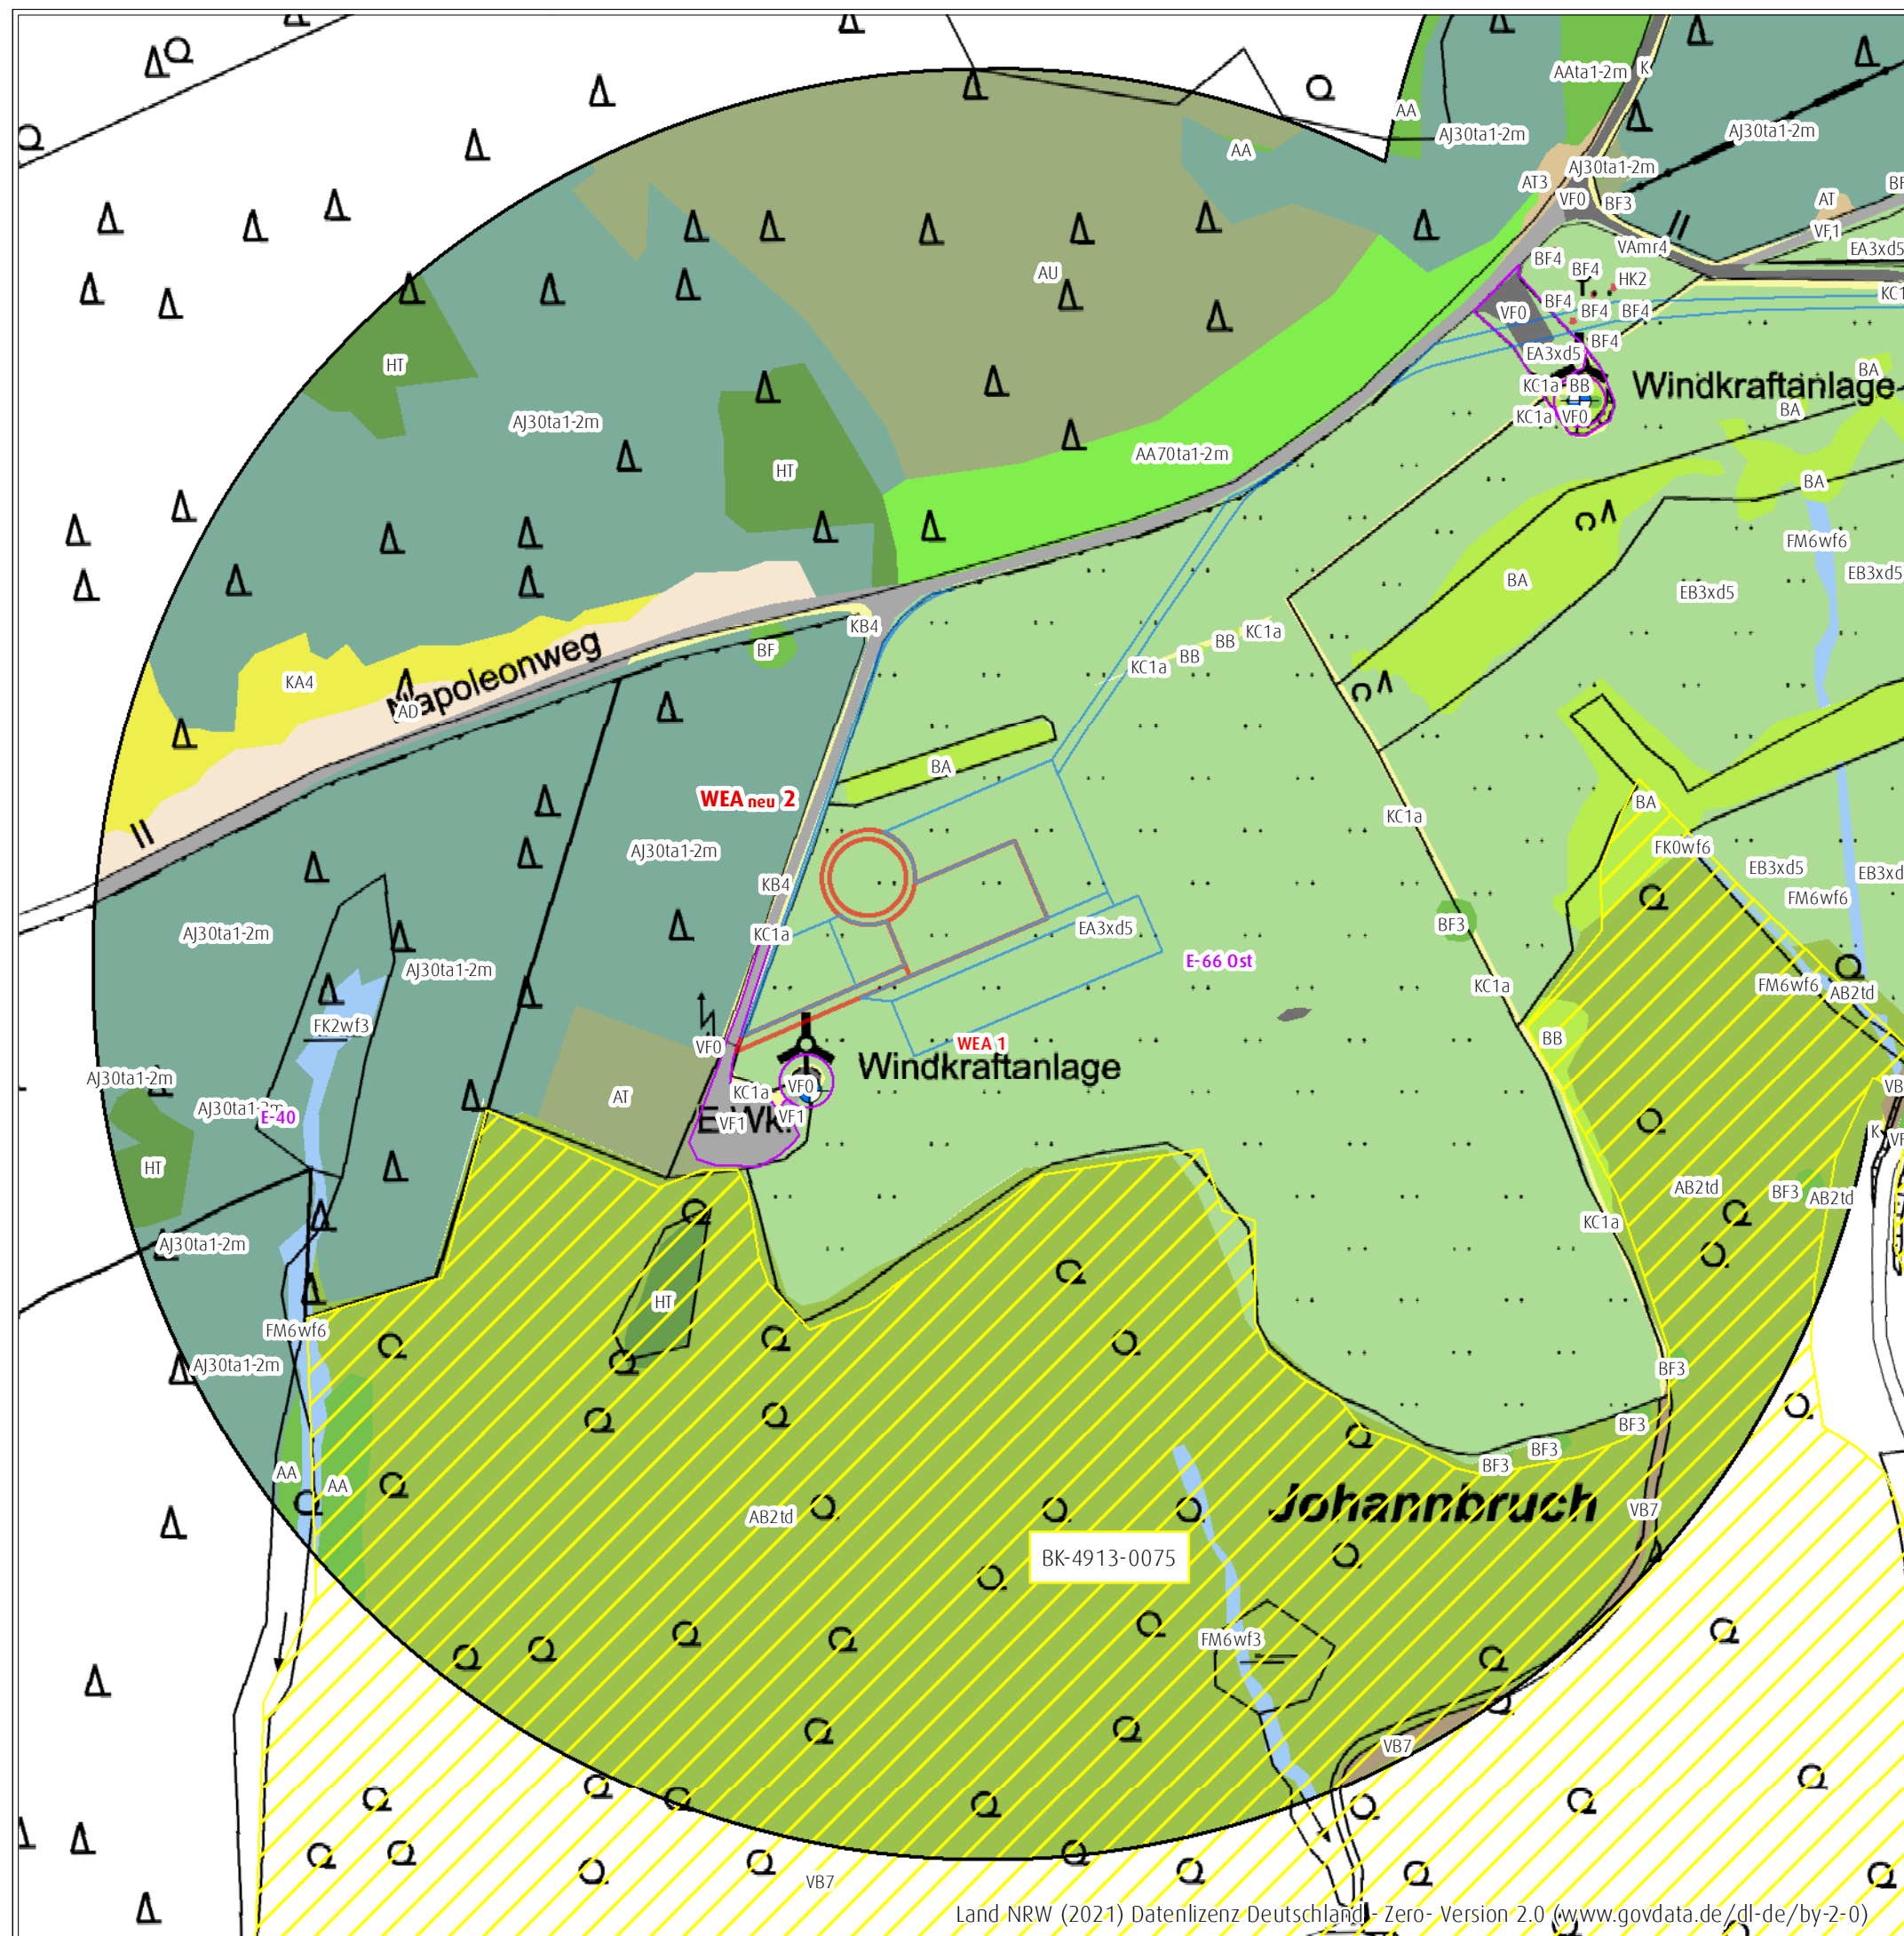 AAta1-2m
K
AA
AJ30ta1-2m
AJ30ta1-2m
AA
AJ30ta1-2m
AT3
VF0
BF3
AT
VF1
VAmr4
EA3xd5
AU
BF4
BF4
HK2
KC1
VF0
BF4
BF4
BF4
BF4
EA3xd5
HT
KC1a
BB
Windkraftanlage
BA
BA
KC1a
VF0
AJ30ta1-2m
AA70ta1-2m
HT
BA
FM6wf6
EB3xd5
BA
EB3xd5
KB4
BF
KC1a
BB
BB
KC1a
Napoleonweg
KA4
AD
BA
WEA neu 2
BA
KC1a
AJ30ta1-2m
FK0wf6
EB3xd5
EB3xd
KB4
FM6wf6
AJ30ta1-2m
KC1a
EA3xd5
BF3
E-66 Ost
AJ30ta1-2m
KC1a
FM6wf6
AB2td
FK2wf3
VF0
WEA 1
BB
Windkraftanlage
AJ30ta1-2m
KC1a
VF0
AT
E-40
VF1
VF1
K
HT
AB2td
BF3
AB2td
AJ30ta1-2m
KC1a
HT
FM6wf6
AJ30ta1-2m
BF3
BF3
BF3
BF3
AA
AA
AB2td
Johannbruch
VB7
BK-4913-0075
FM6wf3
VB7
VB7
Land NRW (2021) Datenlizenz Deutschland - Zero- Version 2.0 (www.govdata.de/dl-de/by-2-0)